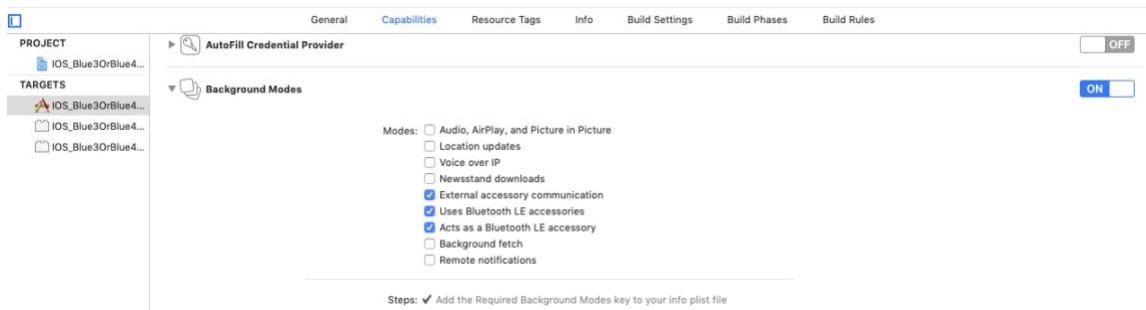 General Capabilities Resource Tags Info Build Settings Build Phases Build Rules
PROJECT
IOS_Blue3OrBlue4...
TARGETS
IOS_Blue3OrBlue4...
IOS_Blue3OrBlue4...
IOS_Blue3OrBlue4...
AutoFill Credential Provider OFF
Background Modes ON
Modes: Audio, AirPlay, and Picture in Picture
Location updates
Voice over IP
Newsstand downloads
External accessory communication
Uses Bluetooth LE accessories
Acts as a Bluetooth LE accessory
Background fetch
Remote notifications
Steps: ✔ Add the Required Background Modes key to your info plist file